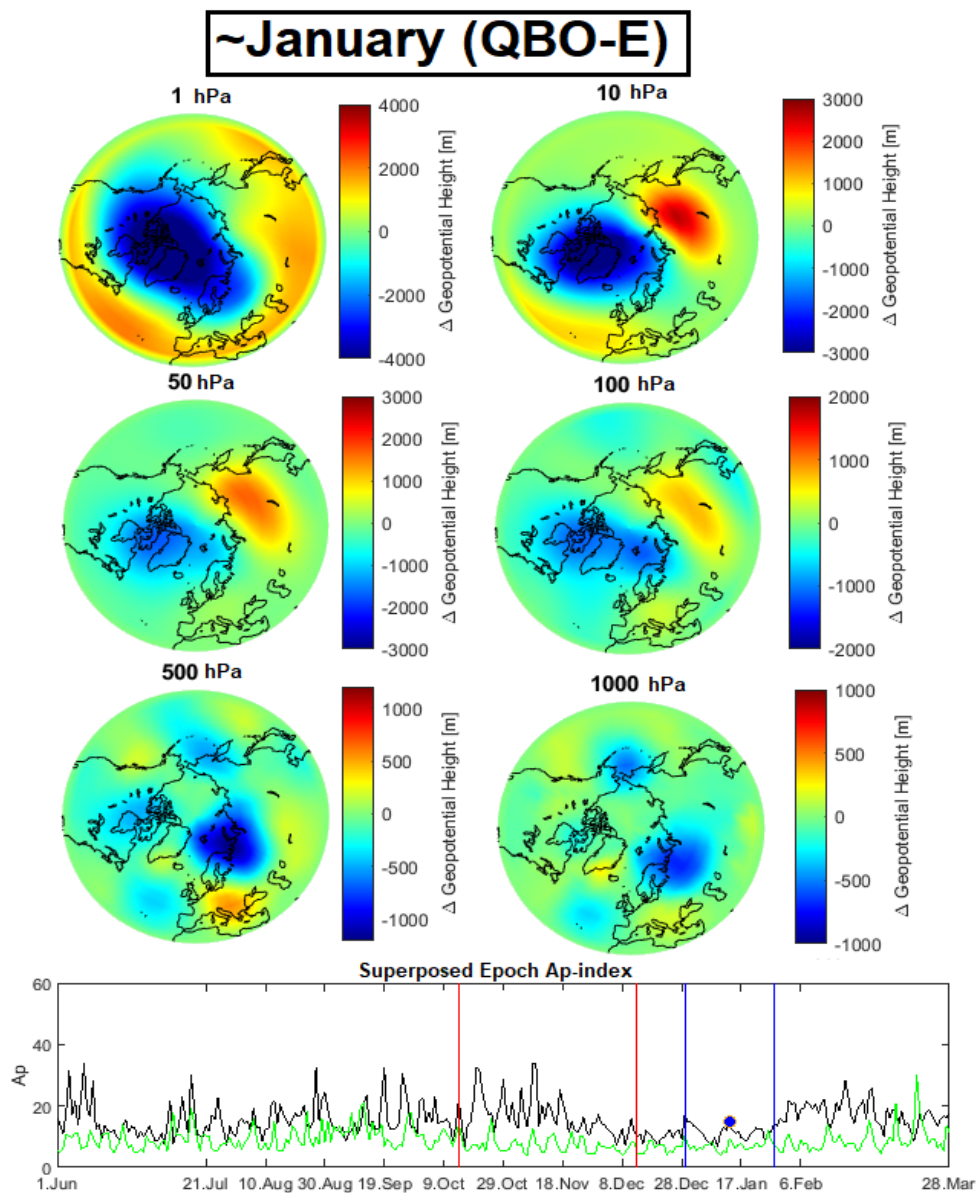 ~January (QBO-E)
1 hPa
10 hPa
4000
2000
0
-2000
-4000
Δ Geopotential Height [m]
3000
2000
1000
0
-1000
-2000
-3000
Δ Geopotential Height [m]
50 hPa
100 hPa
3000
2000
1000
0
-1000
-2000
-3000
Δ Geopotential Height [m]
2000
1000
0
-1000
-2000
Δ Geopotential Height [m]
500 hPa
1000 hPa
1000
500
0
-500
-1000
Δ Geopotential Height [m]
1000
500
0
-500
-1000
Δ Geopotential Height [m]
Superposed Epoch Ap-index
60
40
20
0
Ap
1.Jun 21.Jul 10.Aug 30.Aug 19.Sep 9.Oct 29.Oct 18.Nov 8.Dec 28.Dec 17.Jan 6.Feb 28.Mar